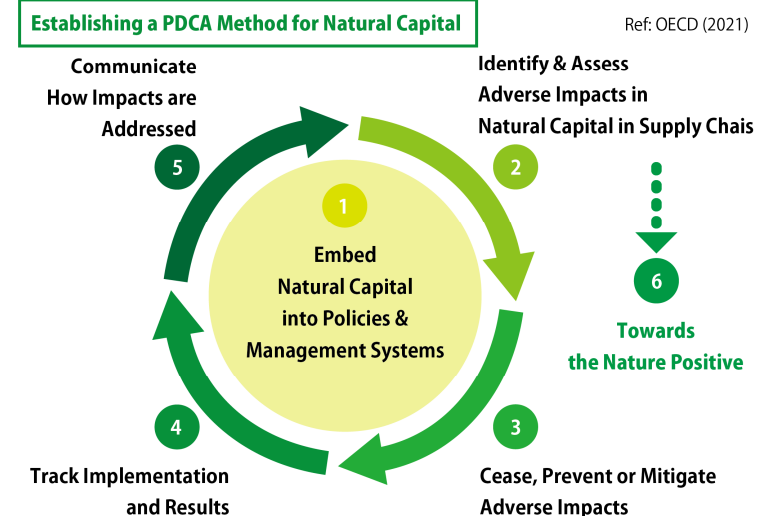 Establishing a PDCA Method for Natural Capital
Ref: OECD (2021)
1
Embed
Natural Capital
into Policies &
Management Systems
2
Identify & Assess
Adverse Impacts in
Natural Capital in Supply Chais
3
Cease, Prevent or Mitigate
Adverse Impacts
4
Track Implementation
and Results
5
Communicate
How Impacts are
Addressed
6
Towards
the Nature Positive